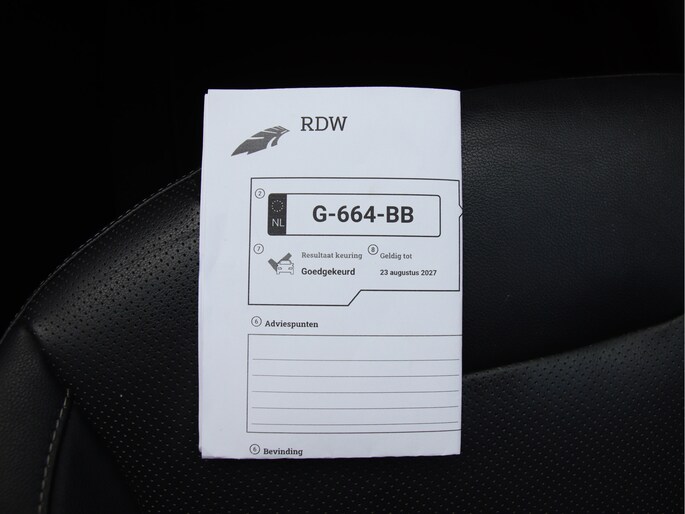 RDW
2
NL
G-664-BB
7
Resultaat keuring
8
Geldig tot
Goedgekeurd
23 augustus 2027
6 Adviespunten
6 Bevinding